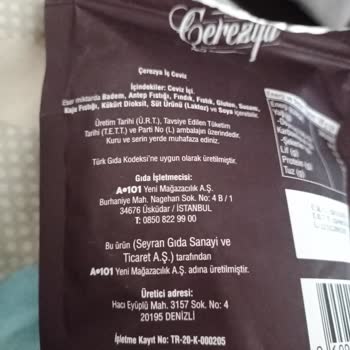 Çerezya
Çerezya İç Ceviz
İçindekiler: Ceviz İçi.
Eser miktarda Badem, Antep Fıstığı, Fındık, Fıstık, Gluten, Susam,
Kaju Fıstığı, Kükürt Dioksit, Süt Ürünü (Laktoz) ve Soya içerebilir.
Üretim Tarihi (Ü.R.T.), Tavsiye Edilen Tüketim
Tarihi (T.E.T.T.) ve Parti No (L) ambalajın üzerindedir.
Kuru ve serin yerde muhafaza ediniz.
Türk Gıda Kodeksi'ne uygun olarak üretilmiştir.
Gıda İşletmecisi:
A101 Yeni Mağazacılık A.Ş.
Burhaniye Mah. Nagehan Sok. No: 4 B / 1
34676 Üsküdar / İSTANBUL
T: 0850 822 99 00
Bu ürün (Seyran Gıda Sanayi ve
Ticaret A.Ş.) tarafından
A101 Yeni Mağazacılık A.Ş. adına üretilmiştir.
Üretici adresi:
Hacı Eyüplü Mah. 3157 Sok. No: 4
20195 DENİZLİ
İşletme Kayıt No: TR-20-K-000205
Enerji
Yağ
Lif (g)
Protein (g)
Tuz (g)